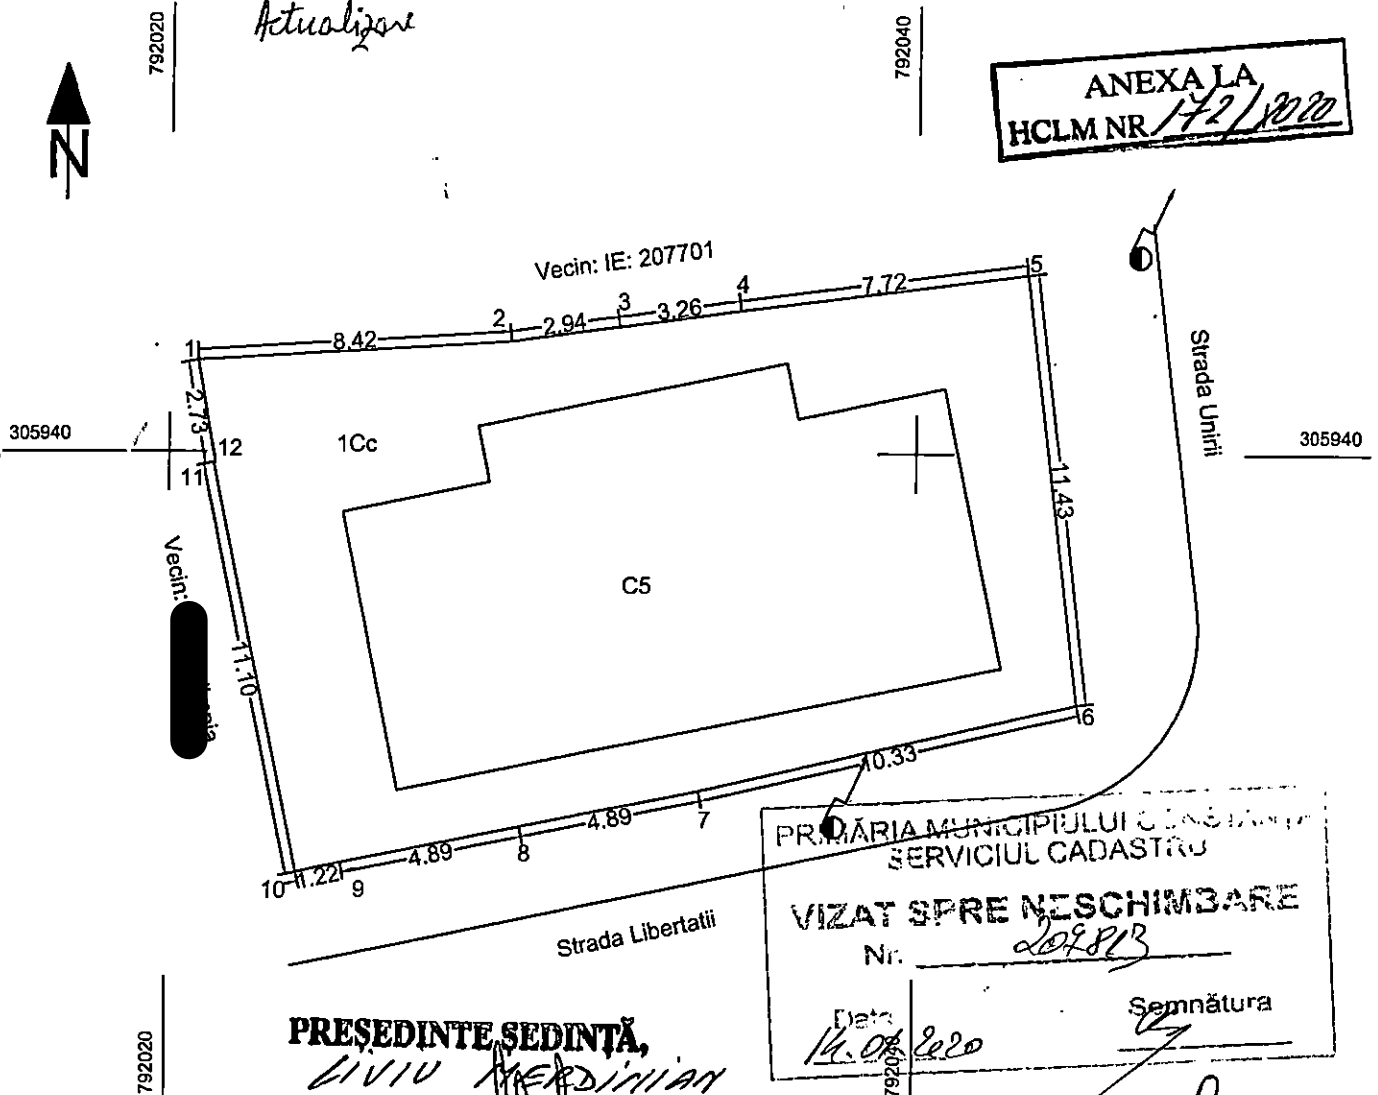 Actualizare
792020
792040
N
ANEXA LA
HCLM NR 172/2020
Vecin: IE: 207701
1
8.42
2
2.94
3
3.26
4
7.72
5
2.73
305940
12
11
1Cc
11.43
Strada Unirii
305940
Vecin:
11.10
C5
6
10.33
7
4.89
8
4.89
9
1.22
10
Strada Libertatii
PRIMĂRIA MUNICIPIULUI CONSTANȚA
SERVICIUL CADASTRU
VIZAT SPRE NESCHIMBARE
Nr.
Data
2020
Semnătura
792020
792040
PREȘEDINTE ȘEDINȚĂ,
LIVIU MERDINIAN